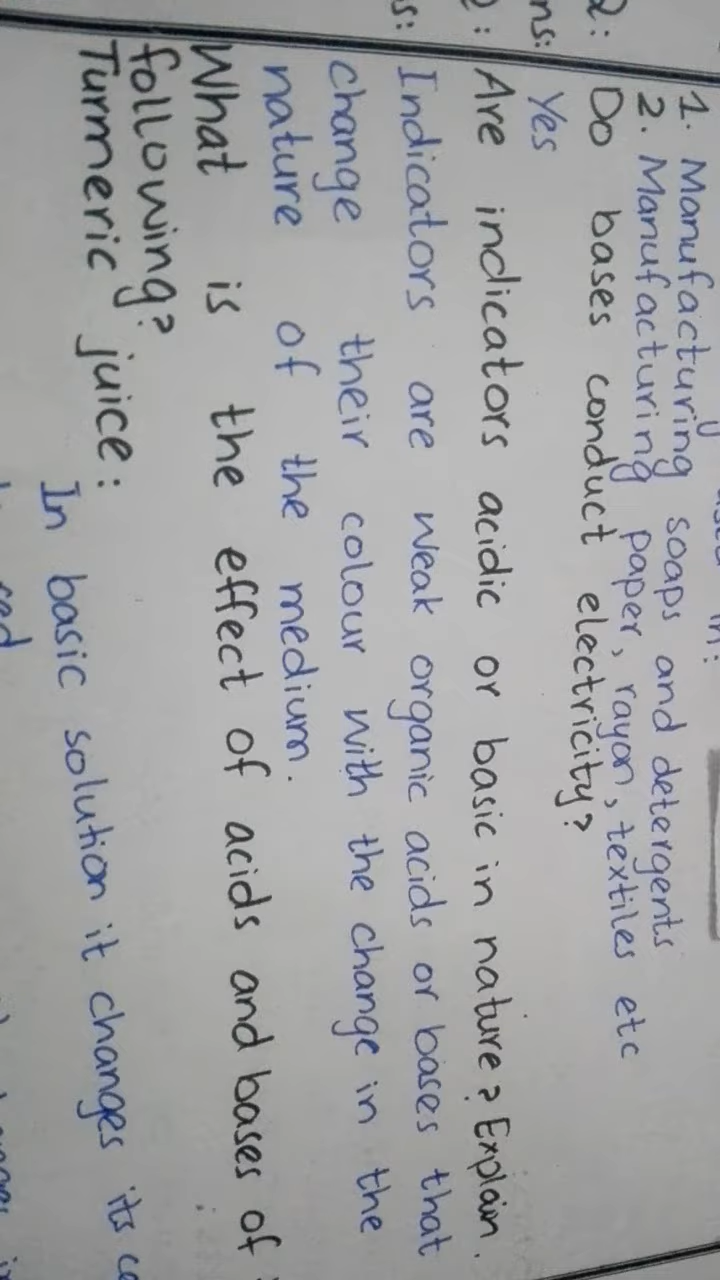 in:
1. Manufacturing soaps and detergents
2. Manufacturing paper, rayon, textiles etc
Do bases conduct electricity?
ns: Yes
Are indicators acidic or basic in nature? Explain.
s: Indicators are weak organic acids or bases that
change their colour with the change in the
nature of the medium.
What is the effect of acids and bases of
following?
Turmeric juice:
In basic solution it changes its